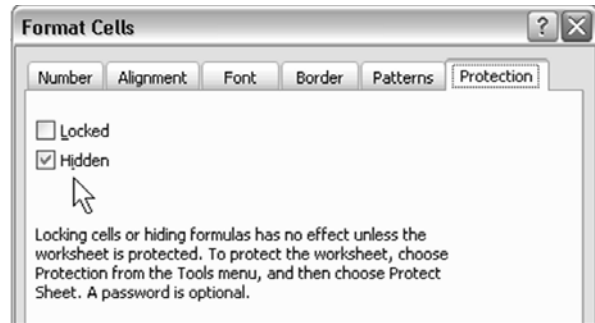 Format Cells
Number Alignment Font Border Patterns Protection
Locked
Hidden
Locking cells or hiding formulas has no effect unless the
worksheet is protected. To protect the worksheet, choose
Protection from the Tools menu, and then choose Protect
Sheet. A password is optional.